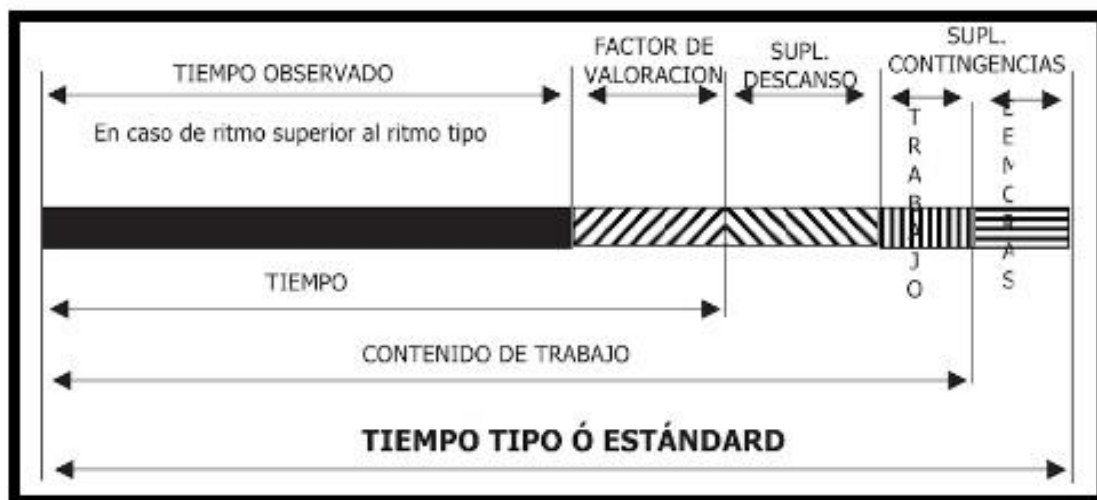 FACTOR DE
VALORACION
SUPL.
DESCANSO
SUPL.
CONTINGENCIAS
TIEMPO OBSERVADO
En caso de ritmo superior al ritmo tipo
TRABAJO
TIEMPO
CONTENIDO DE TRABAJO
TIEMPO TIPO Ó ESTÁNDARD